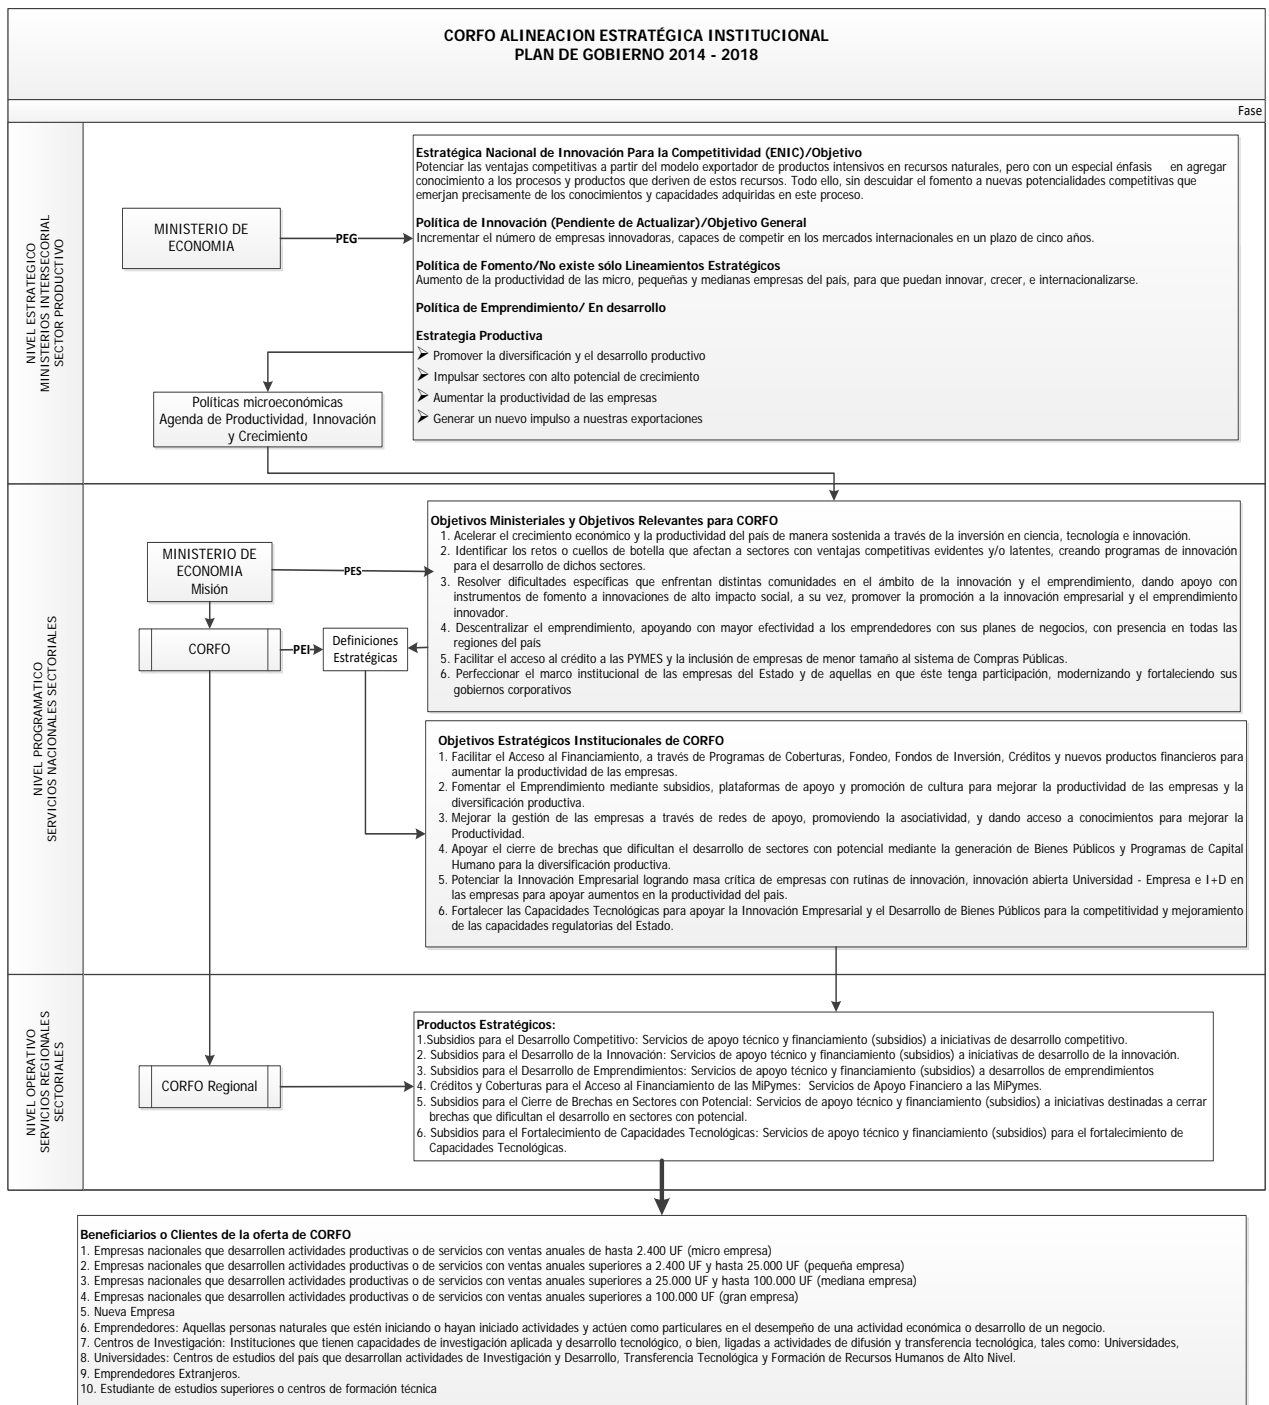 CORFO ALINEACION ESTRATÉGICA INSTITUCIONAL
PLAN DE GOBIERNO 2014 - 2018
Fase
NIVEL ESTRATEGICO
MINISTERIOS INTERSECORIAL
SECTOR PRODUCTIVO
MINISTERIO DE
ECONOMIA
PEG
Estratégica Nacional de Innovación Para la Competitividad (ENIC)/Objetivo
Potenciar las ventajas competitivas a partir del modelo exportador de productos intensivos en recursos naturales, pero con un especial énfasis en agregar
conocimiento a los procesos y productos que deriven de estos recursos. Todo ello, sin descuidar el fomento a nuevas potencialidades competitivas que
emerjan precisamente de los conocimientos y capacidades adquiridas en este proceso.
Política de Innovación (Pendiente de Actualizar)/Objetivo General
Incrementar el número de empresas innovadoras, capaces de competir en los mercados internacionales en un plazo de cinco años.
Política de Fomento/No existe sólo Lineamientos Estratégicos
Aumento de la productividad de las micro, pequeñas y medianas empresas del país, para que puedan innovar, crecer, e internacionalizarse.
Política de Emprendimiento/ En desarrollo
Estrategia Productiva
➢ Promover la diversificación y el desarrollo productivo
➢ Impulsar sectores con alto potencial de crecimiento
➢ Aumentar la productividad de las empresas
➢ Generar un nuevo impulso a nuestras exportaciones
Políticas microeconómicas
Agenda de Productividad, Innovación
y Crecimiento
NIVEL PROGRAMATICO
SERVICIOS NACIONALES SECTORIALES
MINISTERIO DE
ECONOMIA
Misión
PES
CORFO
PEI
Definiciones
Estratégicas
Objetivos Ministeriales y Objetivos Relevantes para CORFO
1. Acelerar el crecimiento económico y la productividad del país de manera sostenida a través de la inversión en ciencia, tecnología e innovación.
2. Identificar los retos o cuellos de botella que afectan a sectores con ventajas competitivas evidentes y/o latentes, creando programas de innovación
para el desarrollo de dichos sectores.
3. Resolver dificultades específicas que enfrentan distintas comunidades en el ámbito de la innovación y el emprendimiento, dando apoyo con
instrumentos de fomento a innovaciones de alto impacto social, a su vez, promover la promoción a la innovación empresarial y el emprendimiento
innovador.
4. Descentralizar el emprendimiento, apoyando con mayor efectividad a los emprendedores con sus planes de negocios, con presencia en todas las
regiones del país
5. Facilitar el acceso al crédito a las PYMES y la inclusión de empresas de menor tamaño al sistema de Compras Públicas.
6. Perfeccionar el marco institucional de las empresas del Estado y de aquellas en que éste tenga participación, modernizando y fortaleciendo sus
gobiernos corporativos
Objetivos Estratégicos Institucionales de CORFO
1. Facilitar el Acceso al Financiamiento, a través de Programas de Coberturas, Fondeo, Fondos de Inversión, Créditos y nuevos productos financieros para
aumentar la productividad de las empresas.
2. Fomentar el Emprendimiento mediante subsidios, plataformas de apoyo y promoción de cultura para mejorar la productividad de las empresas y la
diversificación productiva.
3. Mejorar la gestión de las empresas a través de redes de apoyo, promoviendo la asociatividad, y dando acceso a conocimientos para mejorar la
Productividad.
4. Apoyar el cierre de brechas que dificultan el desarrollo de sectores con potencial mediante la generación de Bienes Públicos y Programas de Capital
Humano para la diversificación productiva.
5. Potenciar la Innovación Empresarial logrando masa crítica de empresas con rutinas de innovación, innovación abierta Universidad - Empresa e I+D en
las empresas para apoyar aumentos en la productividad del pais.
6. Fortalecer las Capacidades Tecnológicas para apoyar la Innovación Empresarial y el Desarrollo de Bienes Públicos para la competitividad y mejoramiento
de las capacidades regulatorias del Estado.
NIVEL OPERATIVO
SERVICIOS REGIONALES
SECTORIALES
CORFO Regional
Productos Estratégicos:
1.Subsidios para el Desarrollo Competitivo: Servicios de apoyo técnico y financiamiento (subsidios) a iniciativas de desarrollo competitivo.
2. Subsidios para el Desarrollo de la Innovación: Servicios de apoyo técnico y financiamiento (subsidios) a iniciativas de desarrollo de la innovación.
3. Subsidios para el Desarrollo de Emprendimientos: Servicios de apoyo técnico y financiamiento (subsidios) a desarrollos de emprendimientos
4. Créditos y Coberturas para el Acceso al Financiamiento de las MiPymes: Servicios de Apoyo Financiero a las MiPymes.
5. Subsidios para el Cierre de Brechas en Sectores con Potencial: Servicios de apoyo técnico y financiamiento (subsidios) a iniciativas destinadas a cerrar
brechas que dificultan el desarrollo en sectores con potencial.
6. Subsidios para el Fortalecimiento de Capacidades Tecnológicas: Servicios de apoyo técnico y financiamiento (subsidios) para el fortalecimiento de
Capacidades Tecnológicas.
Beneficiarios o Clientes de la oferta de CORFO
1. Empresas nacionales que desarrollen actividades productivas o de servicios con ventas anuales de hasta 2.400 UF (micro empresa)
2. Empresas nacionales que desarrollen actividades productivas o de servicios con ventas anuales superiores a 2.400 UF y hasta 25.000 UF (pequeña empresa)
3. Empresas nacionales que desarrollen actividades productivas o de servicios con ventas anuales superiores a 25.000 UF y hasta 100.000 UF (mediana empresa)
4. Empresas nacionales que desarrollen actividades productivas o de servicios con ventas anuales superiores a 100.000 UF (gran empresa)
5. Nueva Empresa
6. Emprendedores: Aquellas personas naturales que estén iniciando o hayan iniciado actividades y actúen como particulares en el desempeño de una actividad económica o desarrollo de un negocio.
7. Centros de Investigación: Instituciones que tienen capacidades de investigación aplicada y desarrollo tecnológico, o bien, ligadas a actividades de difusión y transferencia tecnológica, tales como: Universidades,
8. Universidades: Centros de estudios del país que desarrollan actividades de Investigación y Desarrollo, Transferencia Tecnológica y Formación de Recursos Humanos de Alto Nivel.
9. Emprendedores Extranjeros.
10. Estudiante de estudios superiores o centros de formación técnica